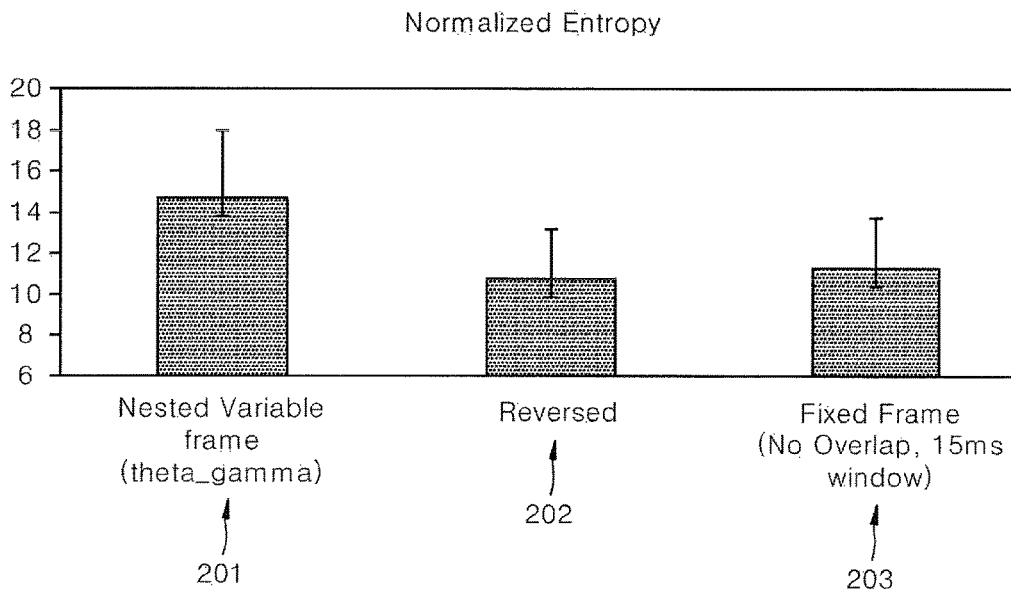 Normalized Entropy
20
18
16
14
12
10
8
6
Nested Variable
frame
(theta_gamma)
201
Reversed
202
Fixed Frame
(No Overlap, 15ms
window)
203